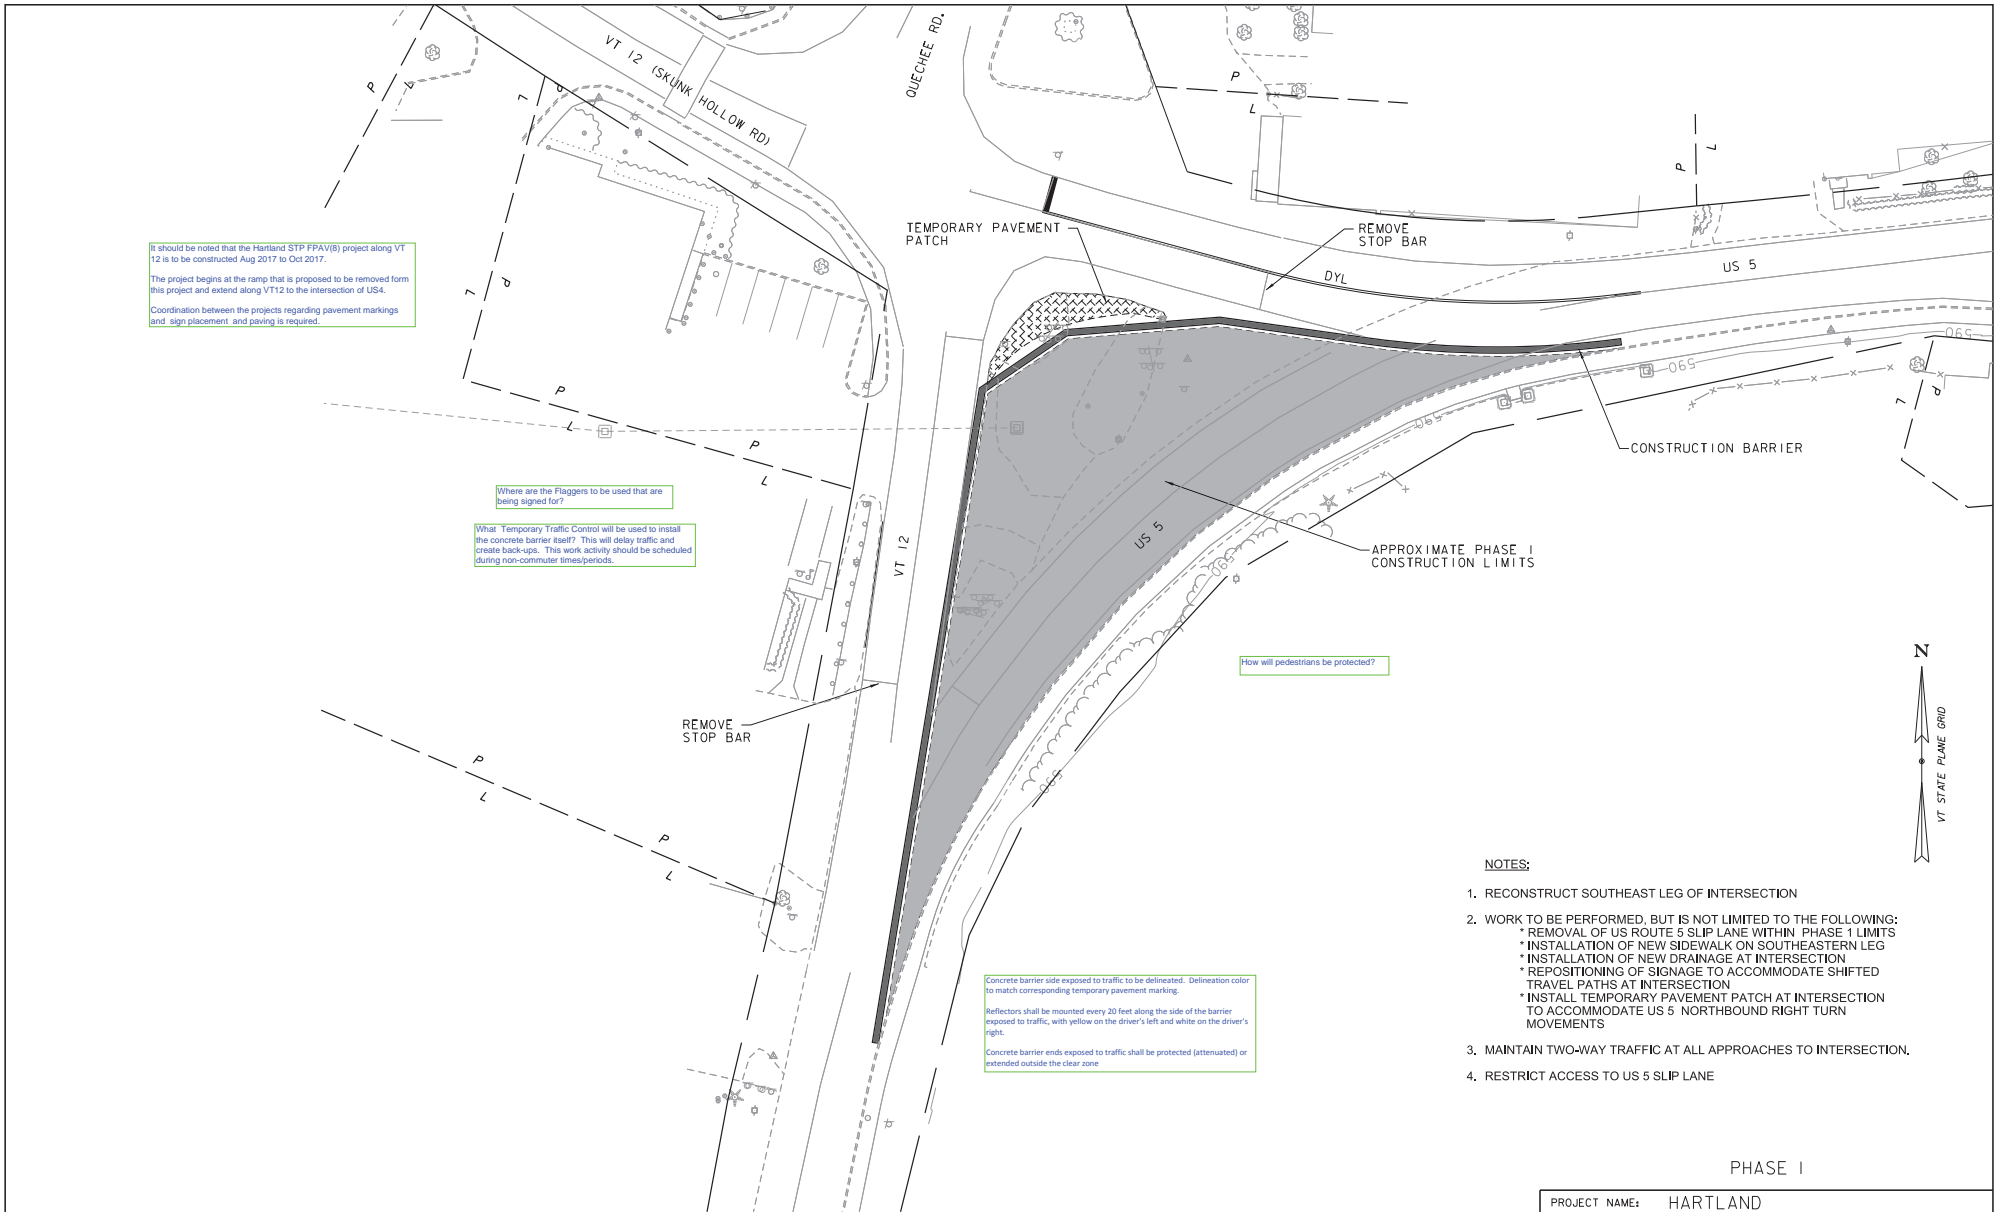 VT 12 (SKUNK HOLLOW RD)
QUECHEE RD.
P
L
P
L
P
L
P
L
P
L
TEMPORARY PAVEMENT
PATCH
REMOVE
STOP BAR
DYL
US 5
590
590
590
590
590
It should be noted that the Hartland STP FPAV(8) project along VT
12 is to be constructed Aug 2017 to Oct 2017.
The project begins at the ramp that is proposed to be removed form
this project and extend along VT12 to the intersection of US4.
Coordination between the projects regarding pavement markings
and sign placement and paving is required.
P
L
P
L
P
L
CONSTRUCTION BARRIER
Where are the Flaggers to be used that are
being signed for?
What Temporary Traffic Control will be used to install
the concrete barrier itself? This will delay traffic and
create back-ups. This work activity should be scheduled
during non-commuter times/periods.
VT 12
US 5
APPROXIMATE PHASE I
CONSTRUCTION LIMITS
How will pedestrians be protected?
REMOVE
STOP BAR
P
L
P
L
N
VT STATE PLANE GRID
Concrete barrier side exposed to traffic to be delineated. Delineation color
to match corresponding temporary pavement marking.
Reflectors shall be mounted every 20 feet along the side of the barrier
exposed to traffic, with yellow on the driver's left and white on the driver's
right.
Concrete barrier ends exposed to traffic shall be protected (attenuated) or
extended outside the clear zone
NOTES:
1. RECONSTRUCT SOUTHEAST LEG OF INTERSECTION
2. WORK TO BE PERFORMED, BUT IS NOT LIMITED TO THE FOLLOWING:
* REMOVAL OF US ROUTE 5 SLIP LANE WITHIN PHASE 1 LIMITS
* INSTALLATION OF NEW SIDEWALK ON SOUTHEASTERN LEG
* INSTALLATION OF NEW DRAINAGE AT INTERSECTION
* REPOSITIONING OF SIGNAGE TO ACCOMMODATE SHIFTED
TRAVEL PATHS AT INTERSECTION
* INSTALL TEMPORARY PAVEMENT PATCH AT INTERSECTION
TO ACCOMMODATE US 5 NORTHBOUND RIGHT TURN
MOVEMENTS
3. MAINTAIN TWO-WAY TRAFFIC AT ALL APPROACHES TO INTERSECTION.
4. RESTRICT ACCESS TO US 5 SLIP LANE
PHASE I
PROJECT NAME: HARTLAND